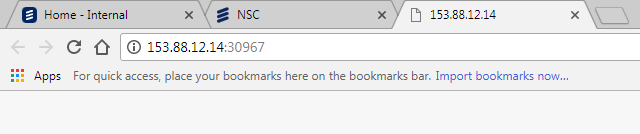 Home - Internal NSC 153.88.12.14
153.88.12.14:30967
Apps For quick access, place your bookmarks here on the bookmarks bar. Import bookmarks now...